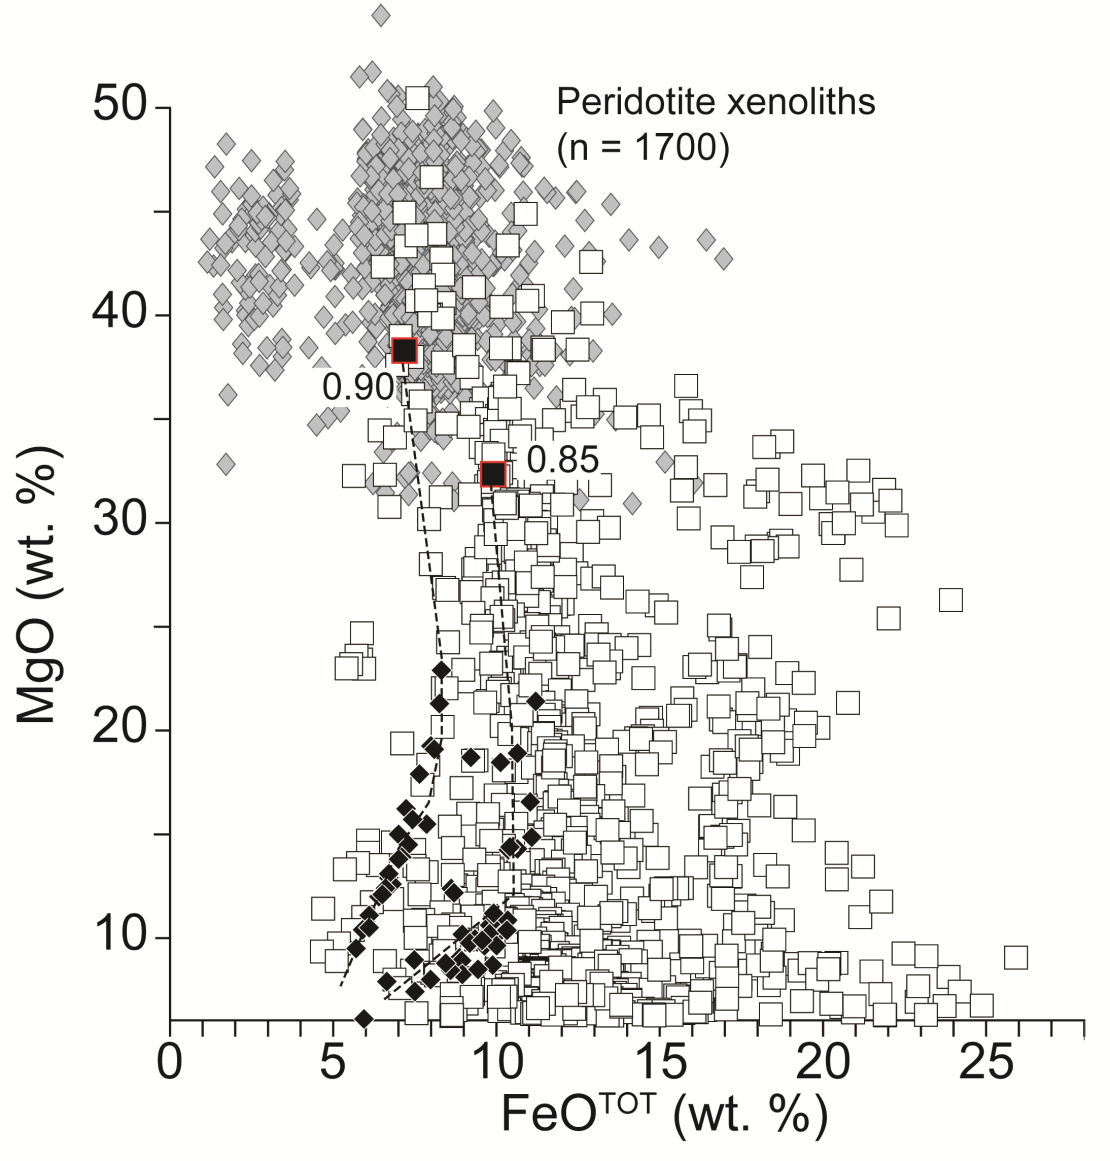 Peridotite xenoliths
(n = 1700)
50
40
0.90
0.85
30
20
10
MgO (wt. %)
0 5 10 15 20 25
FeOᵀᴼᵀ (wt. %)